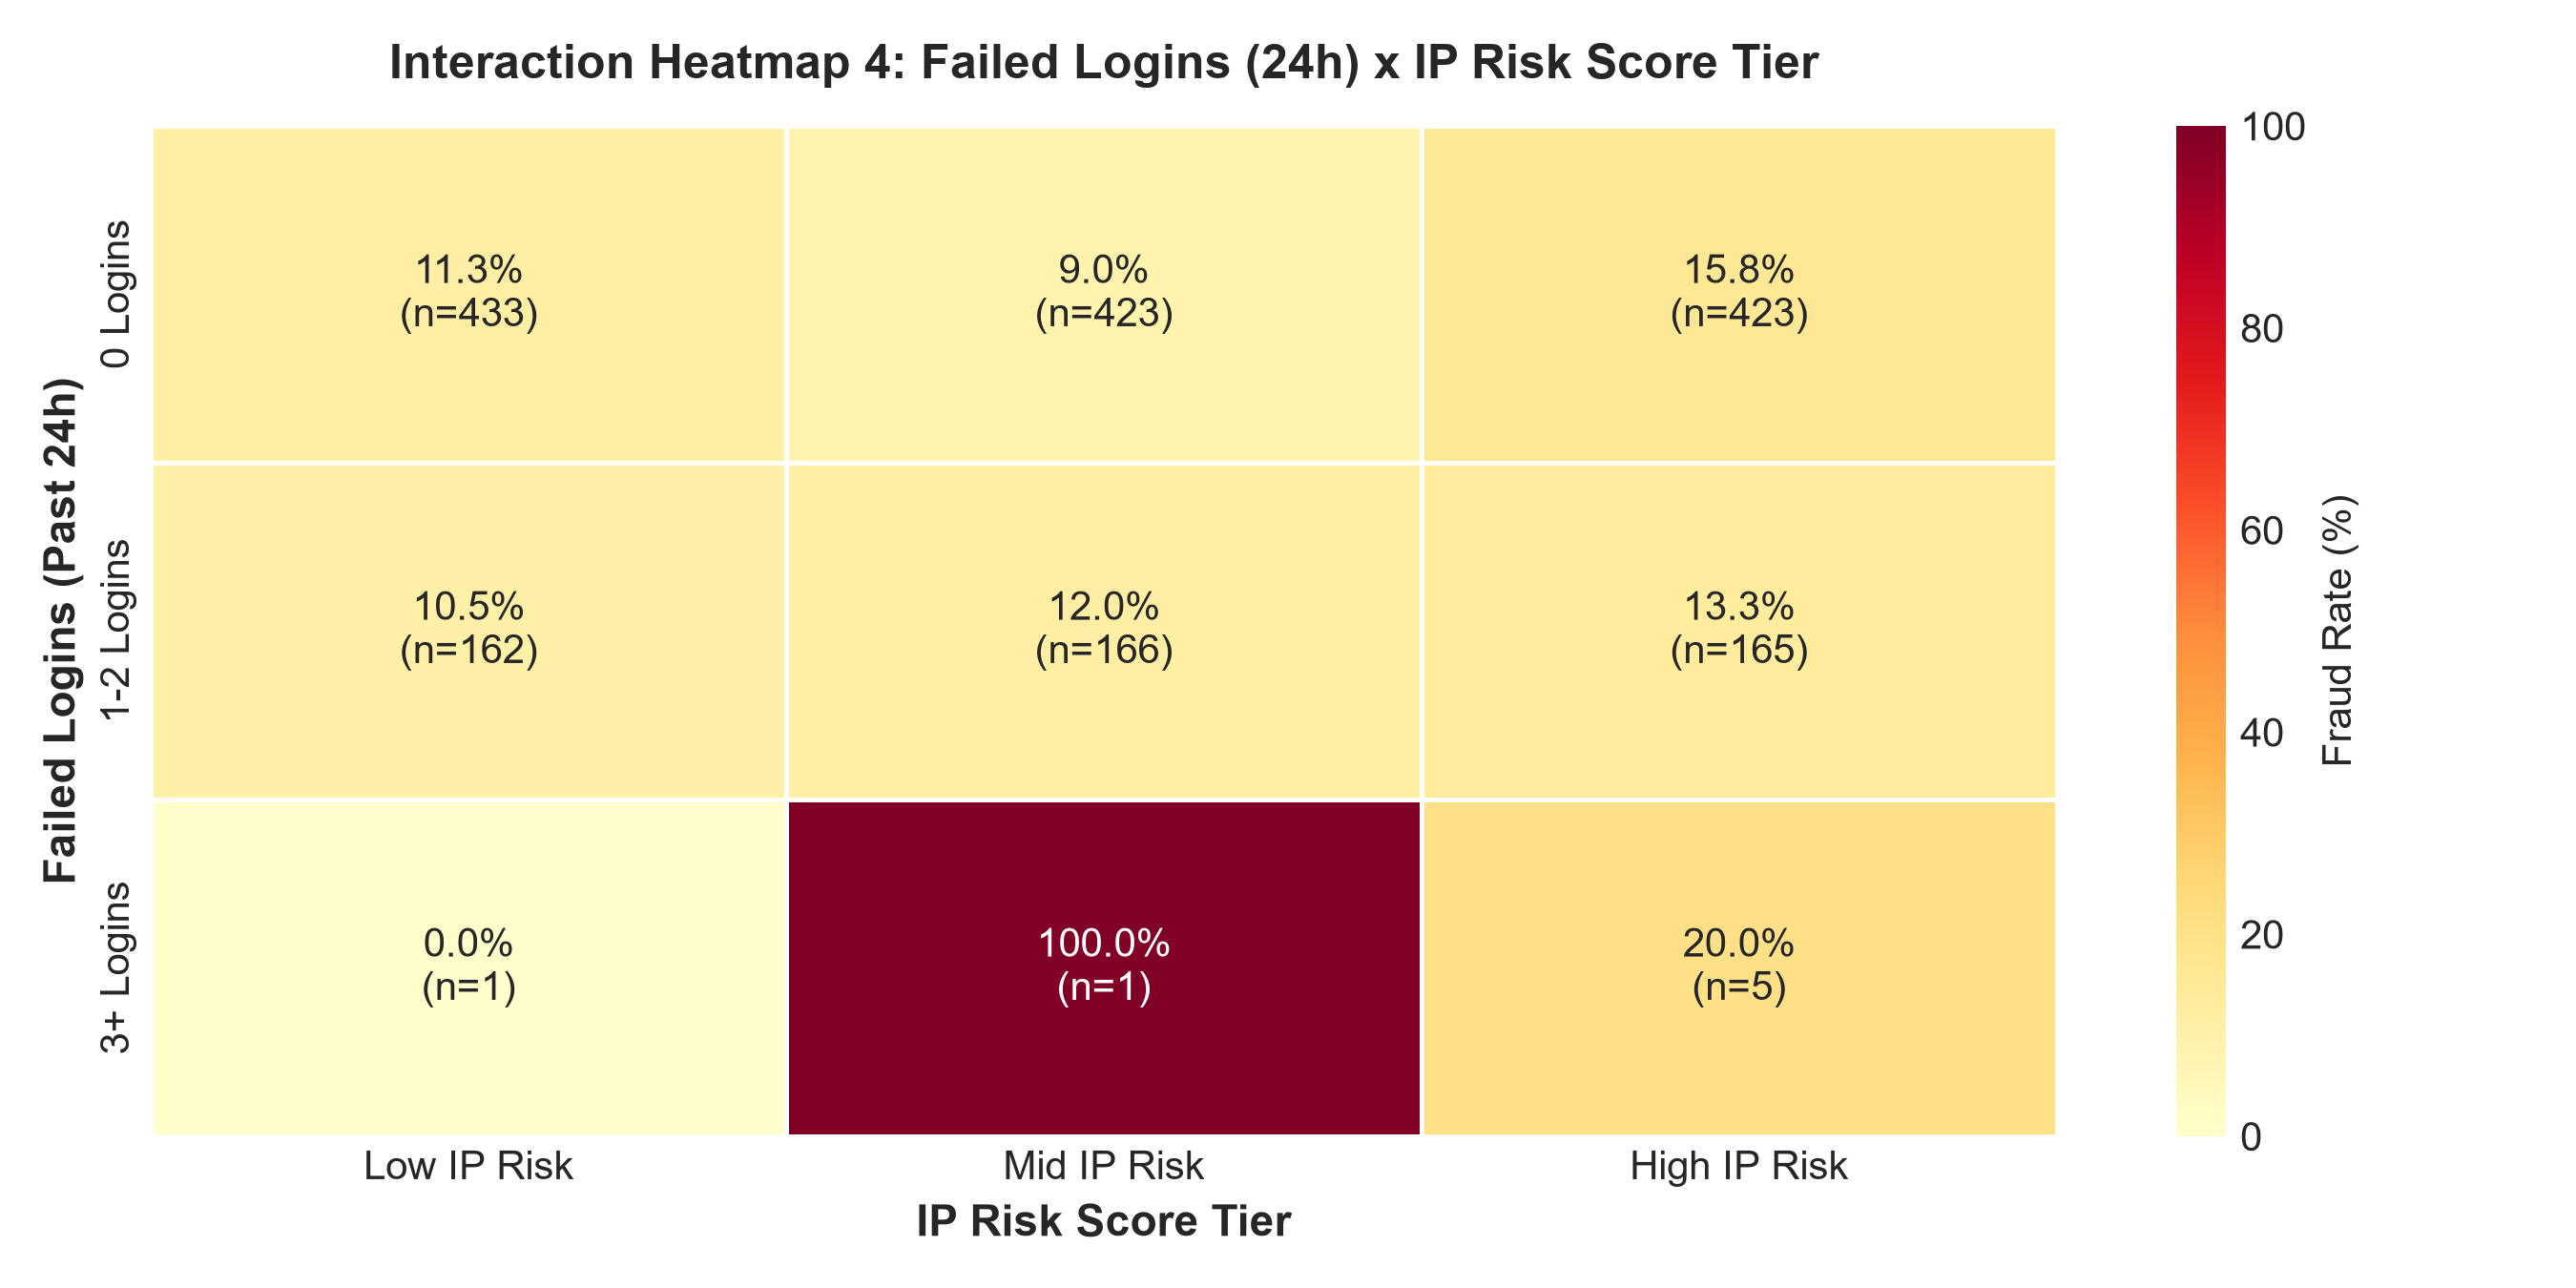 Interaction Heatmap 4: Failed Logins (24h) x IP Risk Score Tier
Failed Logins (Past 24h)
0 Logins
11.3%
(n=433)
9.0%
(n=423)
15.8%
(n=423)
1-2 Logins
10.5%
(n=162)
12.0%
(n=166)
13.3%
(n=165)
3+ Logins
0.0%
(n=1)
100.0%
(n=1)
20.0%
(n=5)
Low IP Risk
Mid IP Risk
High IP Risk
IP Risk Score Tier
100
80
60
40
20
0
Fraud Rate (%)